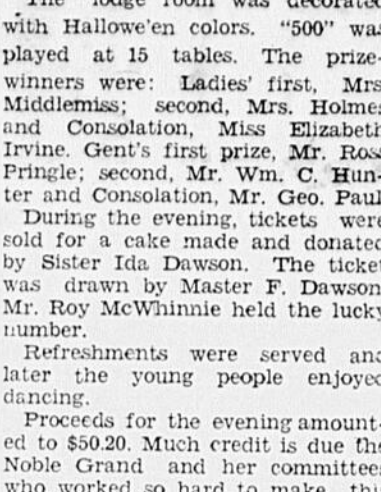 The lodge room was decorated
with Hallowe'en colors. "500" was
played at 15 tables. The prize-
winners were: Ladies' first, Mrs
Middlemiss; second, Mrs. Holmes
and Consolation, Miss Elizabeth
Irvine. Gent's first prize, Mr. Ross
Pringle; second, Mr. Wm. C. Hun-
ter and Consolation, Mr. Geo. Paul
During the evening, tickets were
sold for a cake made and donated
by Sister Ida Dawson. The ticket
was drawn by Master F. Dawson
Mr. Roy McWhinnie held the lucky
number.
Refreshments were served and
later the young people enjoyed
dancing.
Proceeds for the evening amount-
ed to $50.20. Much credit is due the
Noble Grand and her committee
who worked so hard to make this